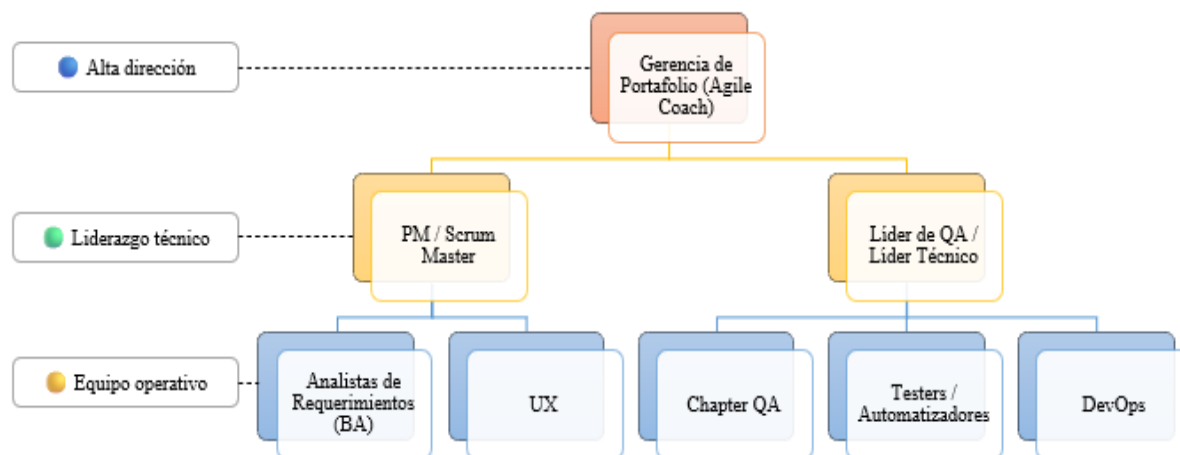 Alta dirección
Gerencia de
Portafolio (Agile
Coach)
Liderazgo técnico
PM / Scrum
Master
Líder de QA /
Líder Técnico
Equipo operativo
Analistas de
Requerimientos
(BA)
UX
Chapter QA
Testers /
Automatizadores
DevOps